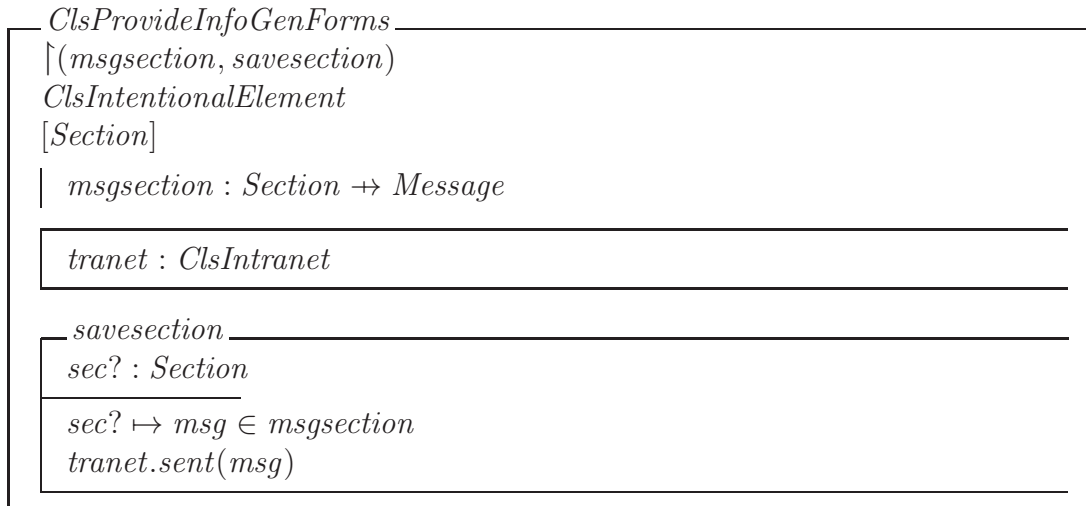 ClsProvideInfoGenForms
↾(msgsection, savesection)
ClsIntentionalElement
[Section]
msgsection : Section ⇸ Message
tranet : ClsIntranet
savesection
sec? : Section
sec? ↦ msg ∈ msgsection
tranet.sent(msg)